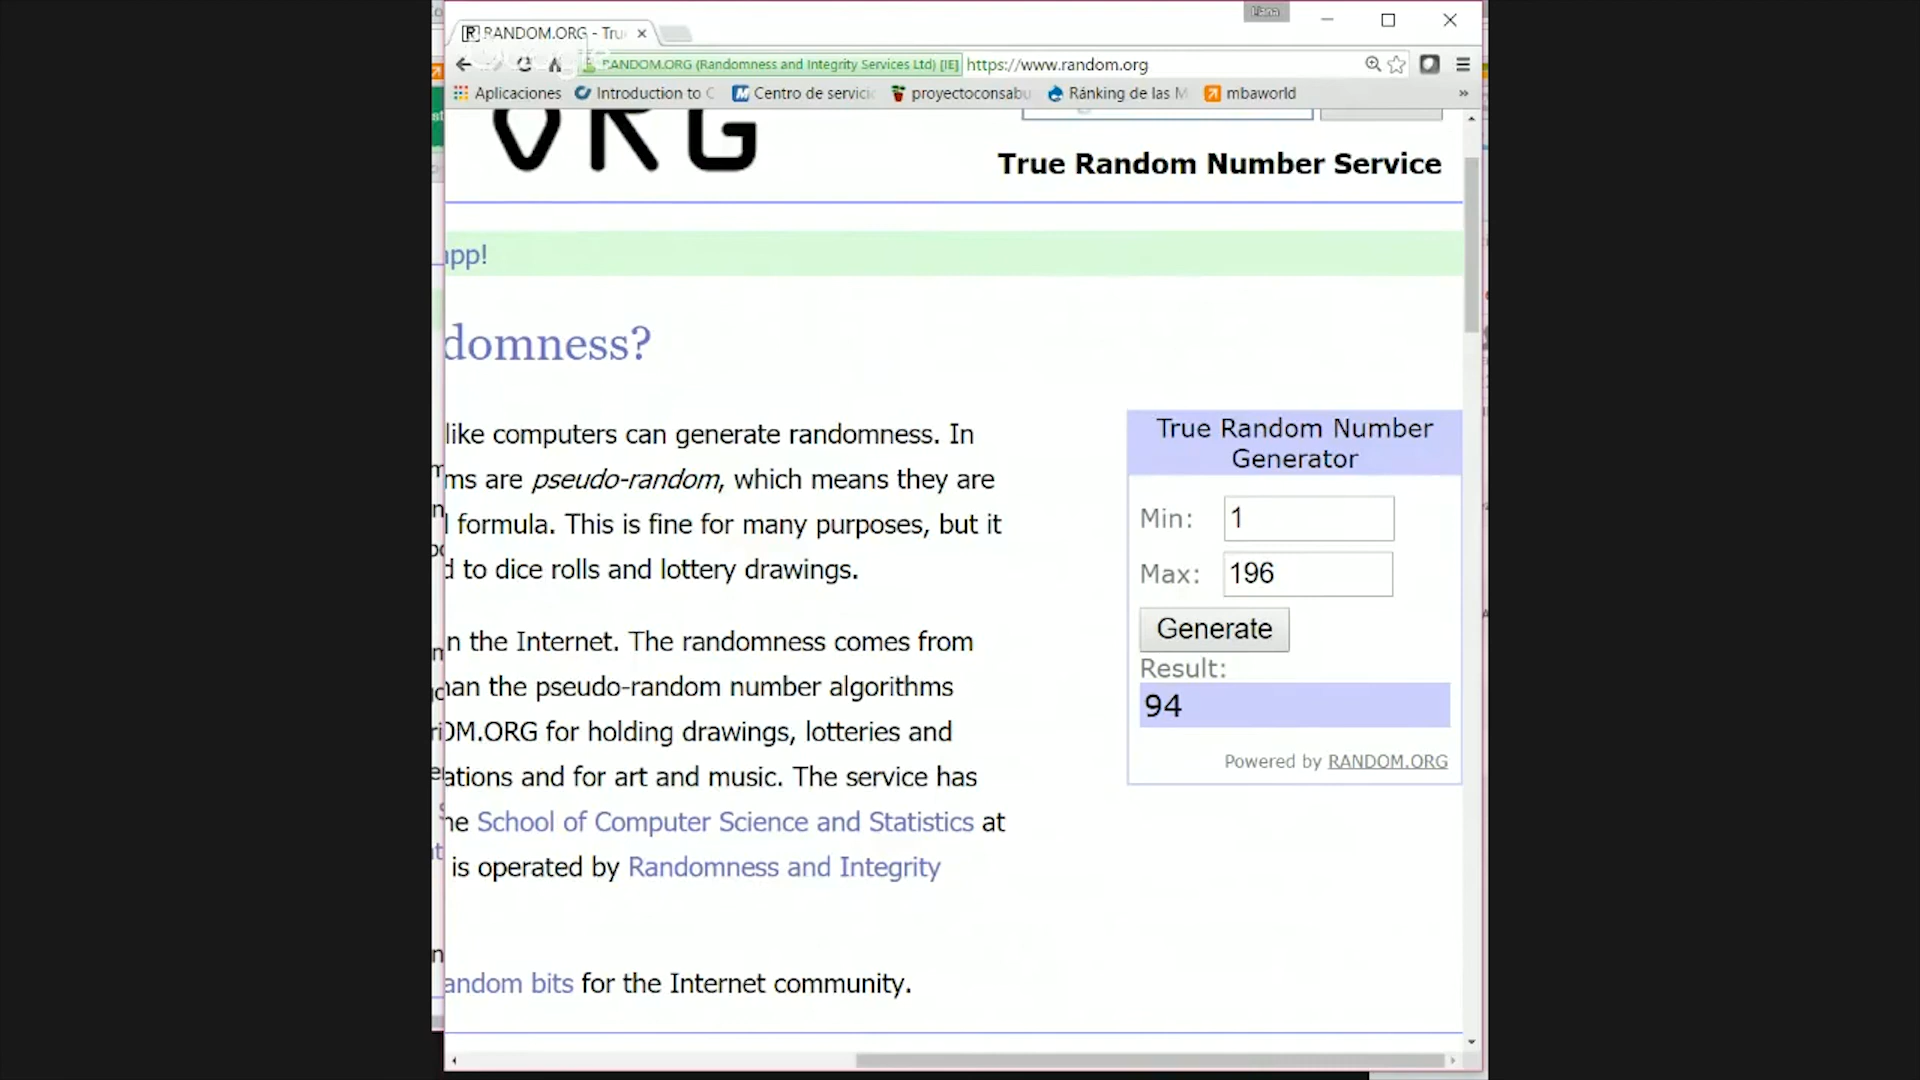 Liana
RANDOM.ORG - Tru
RANDOM.ORG (Randomness and Integrity Services Ltd) [IE] https://www.random.org
Aplicaciones Introduction to C Centro de servici proyectoconsabu Ránking de las M mbaworld »
ORG
True Random Number Service
app!
domness?
like computers can generate randomness. In
ms are pseudo-random, which means they are
formula. This is fine for many purposes, but it
d to dice rolls and lottery drawings.
n the Internet. The randomness comes from
han the pseudo-random number algorithms
OM.ORG for holding drawings, lotteries and
ations and for art and music. The service has
he School of Computer Science and Statistics at
is operated by Randomness and Integrity
andom bits for the Internet community.
True Random Number
Generator
Min: 1
Max: 196
Generate
Result:
94
Powered by RANDOM.ORG